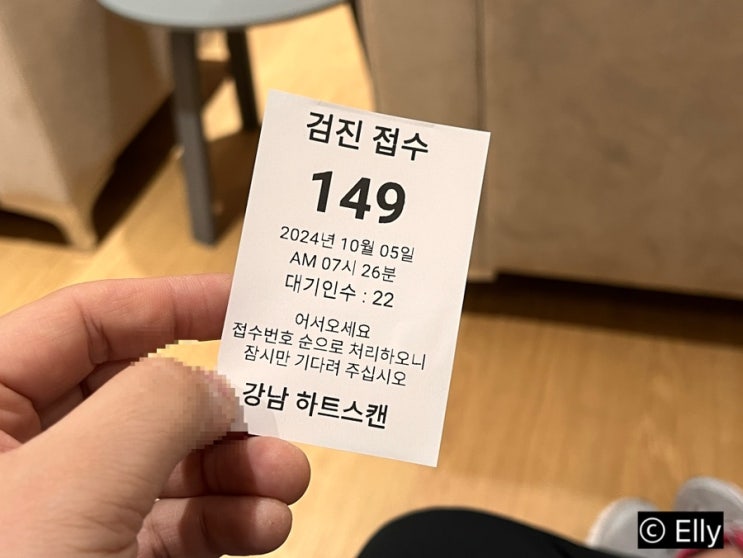 검진 접수
149
2024년 10월 05일
AM 07시 26분
대기인수 : 22
어서오세요
접수번호 순으로 처리하오니
잠시만 기다려 주십시오
강남 하트스캔
© Elly